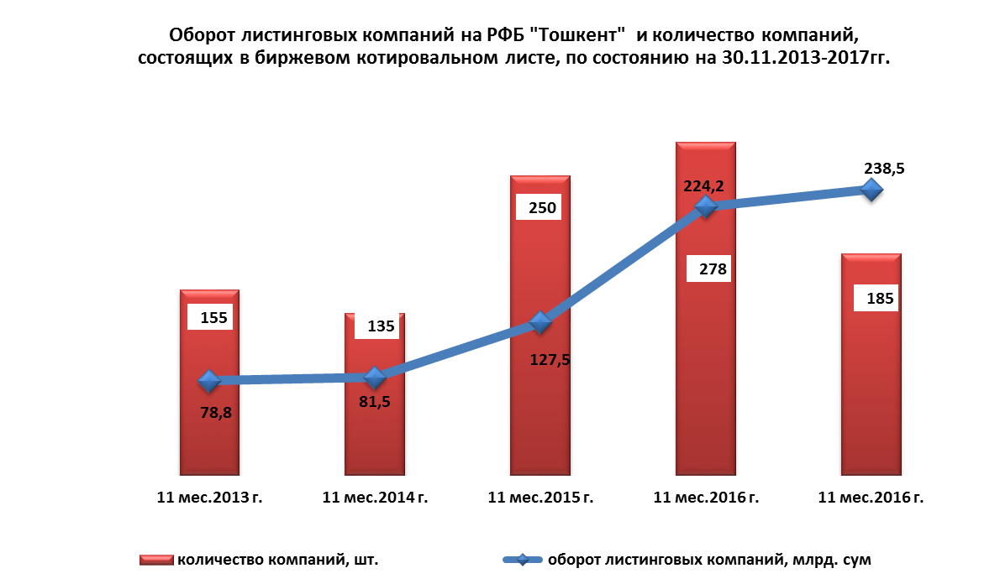 Оборот листинговых компаний на РФБ "Тошкент" и количество компаний,
состоящих в биржевом котировальном листе, по состоянию на 30.11.2013-2017гг.
238,5
224,2
250
278
185
155
135
127,5
81,5
78,8
11 мес.2013 г.
11 мес.2014 г.
11 мес.2015 г.
11 мес.2016 г.
11 мес.2016 г.
количество компаний, шт.
оборот листинговых компаний, млрд. сум